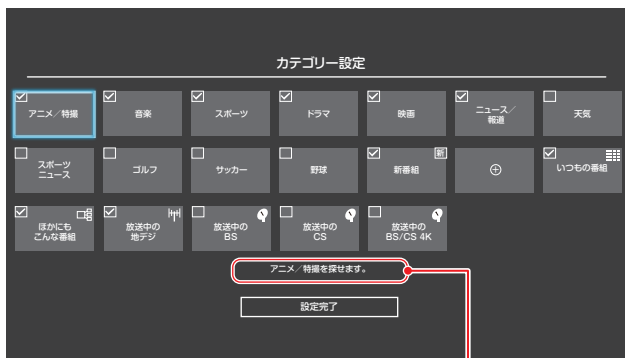 カテゴリー設定
アニメ／特撮
音楽
スポーツ
ドラマ
映画
ニュース／
報道
天気
スポーツ
ニュース
ゴルフ
サッカー
野球
新番組
新
いつもの番組
ほかにも
こんな番組
放送中の
地デジ
放送中の
BS
放送中の
CS
放送中の
BS/CS 4K
アニメ／特撮を探せます。
設定完了